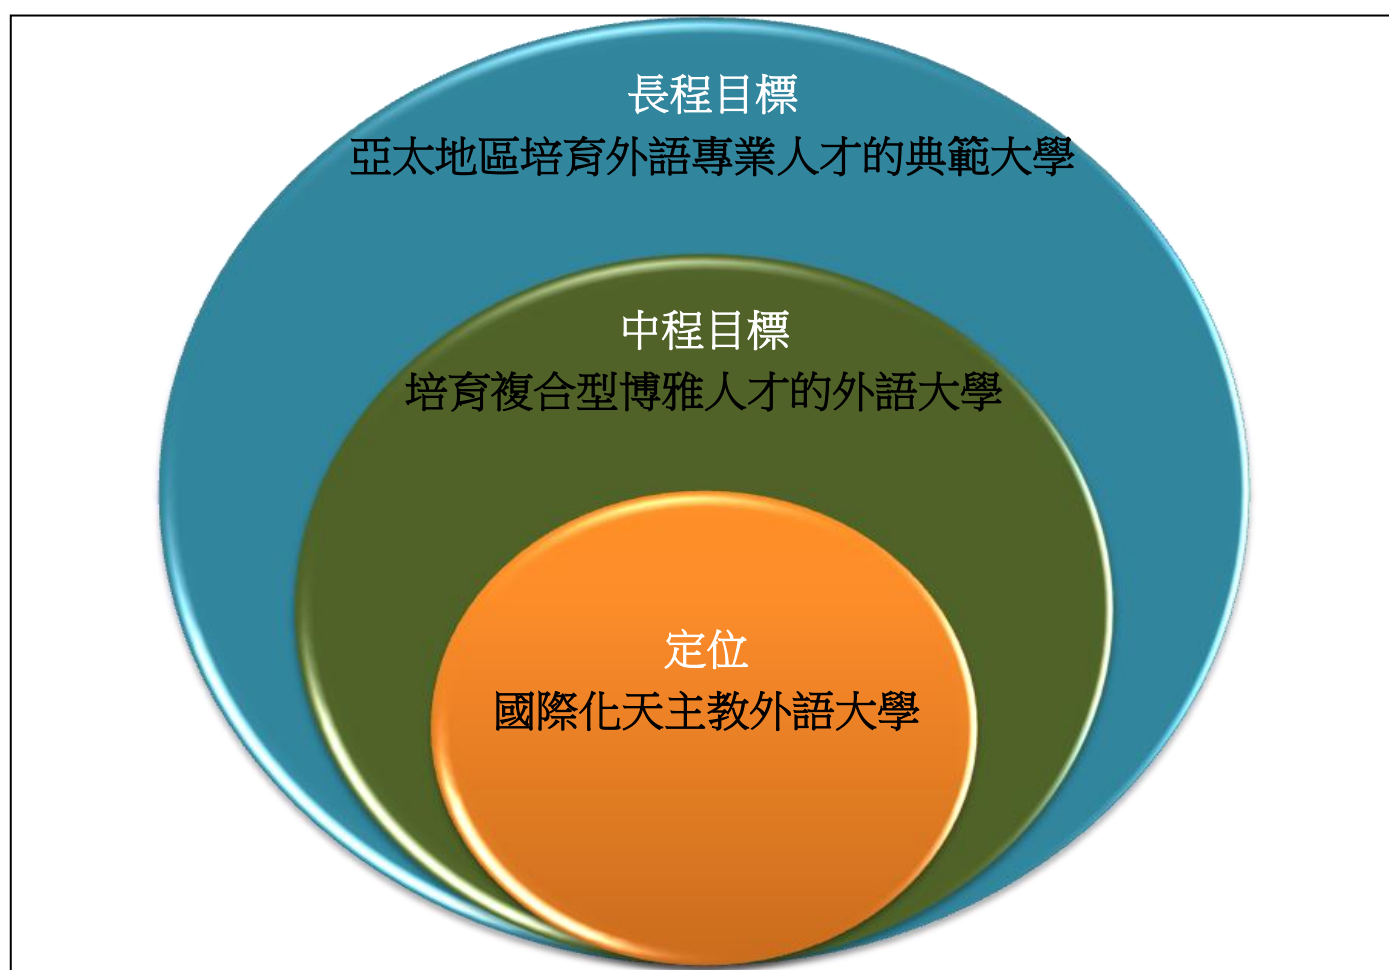 長程目標
亞太地區培育外語專業人才的典範大學
中程目標
培育複合型博雅人才的外語大學
定位
國際化天主教外語大學